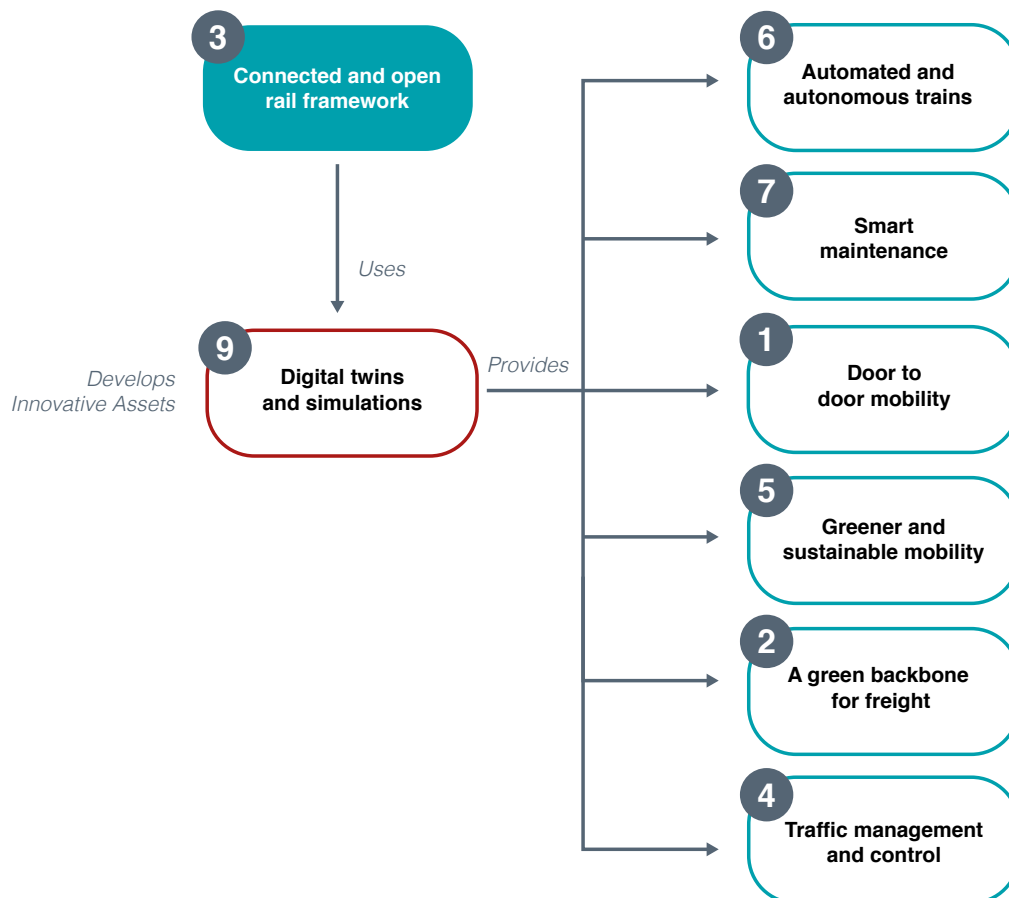 3
Connected and open
rail framework
Uses
9
Digital twins
and simulations
Develops
Innovative Assets
Provides
6
Automated and
autonomous trains
7
Smart
maintenance
1
Door to
door mobility
5
Greener and
sustainable mobility
2
A green backbone
for freight
4
Traffic management
and control